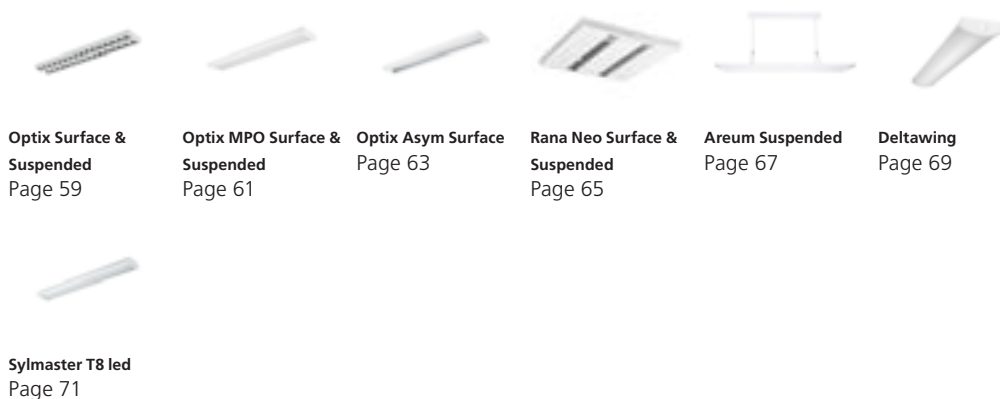 Optix Surface &
Suspended
Page 59
Optix MPO Surface &
Suspended
Page 61
Optix Asym Surface
Page 63
Rana Neo Surface &
Suspended
Page 65
Areum Suspended
Page 67
Deltawing
Page 69
Sylmaster T8 led
Page 71